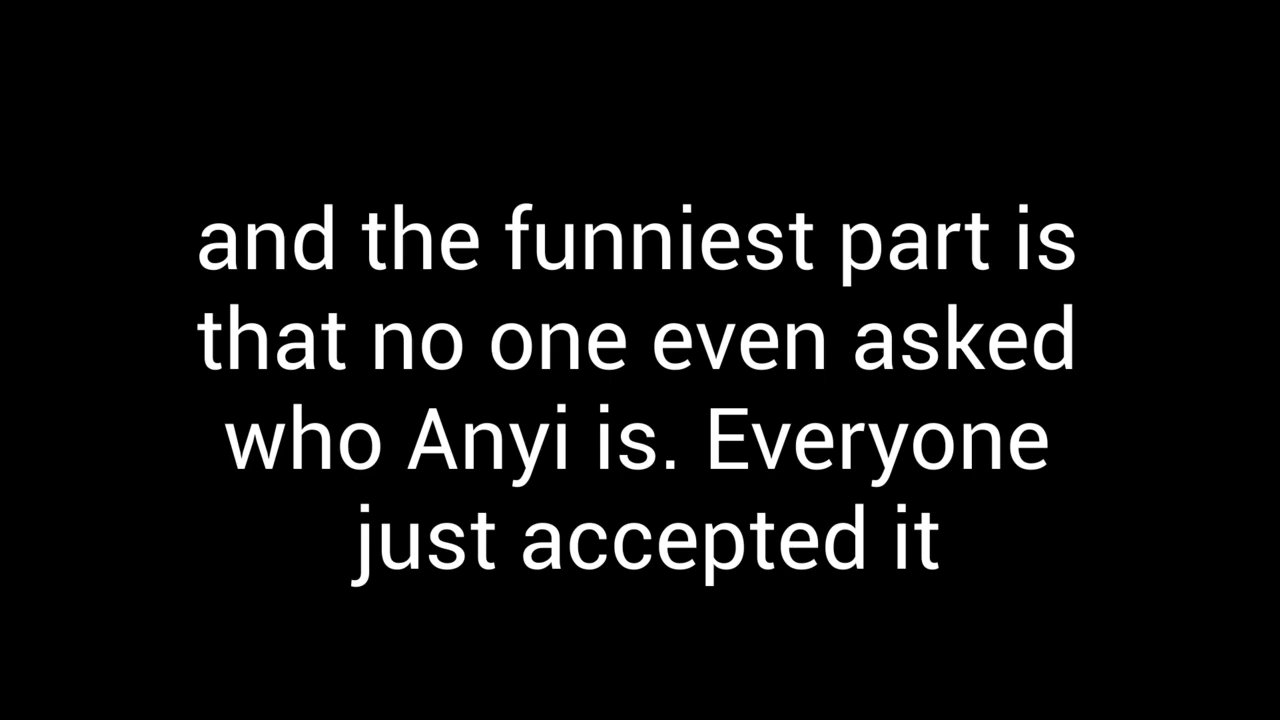 and the funniest part is
that no one even asked
who Anyi is. Everyone
just accepted it